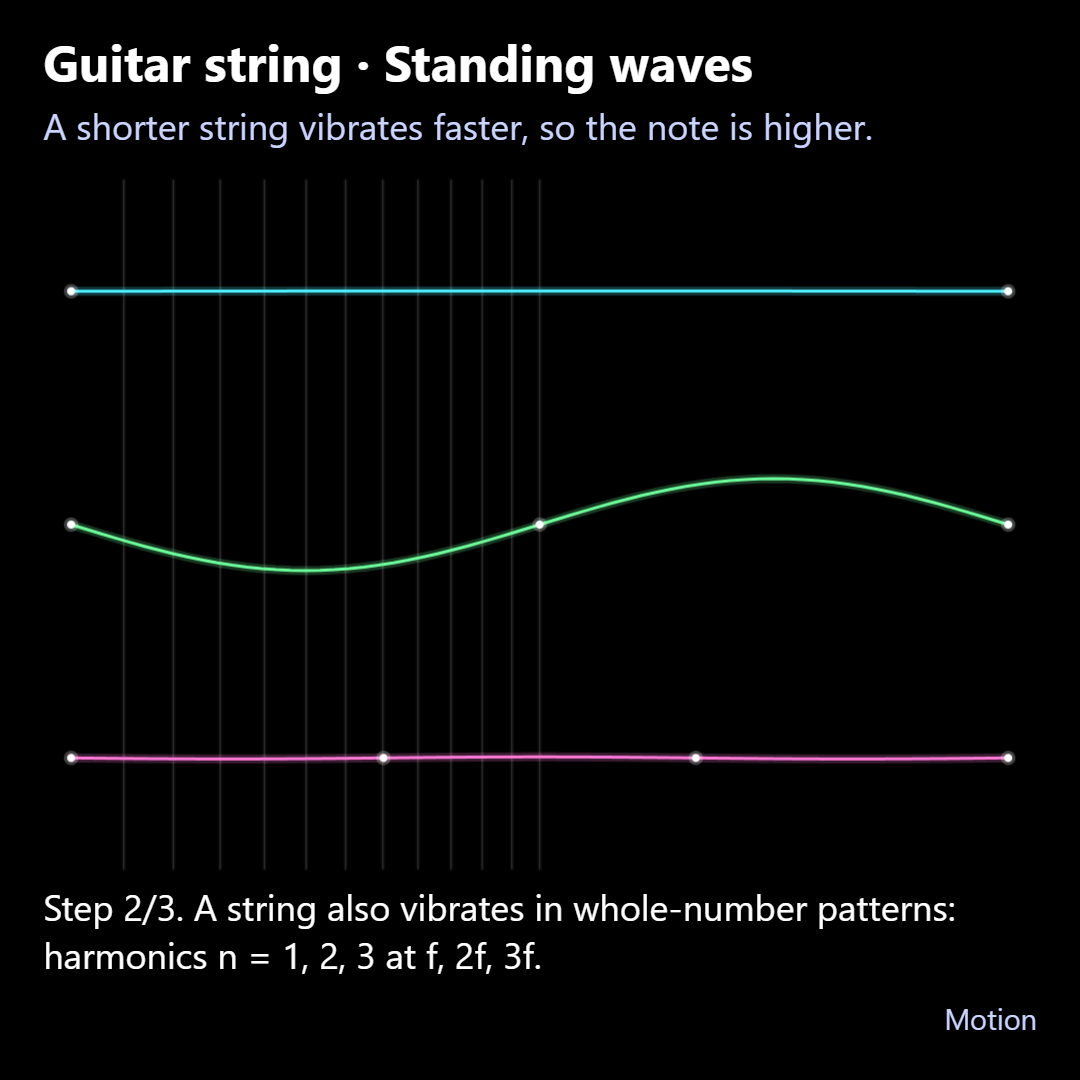 Guitar string · Standing waves
A shorter string vibrates faster, so the note is higher.
Step 2/3. A string also vibrates in whole-number patterns:
harmonics n = 1, 2, 3 at f, 2f, 3f.
Motion